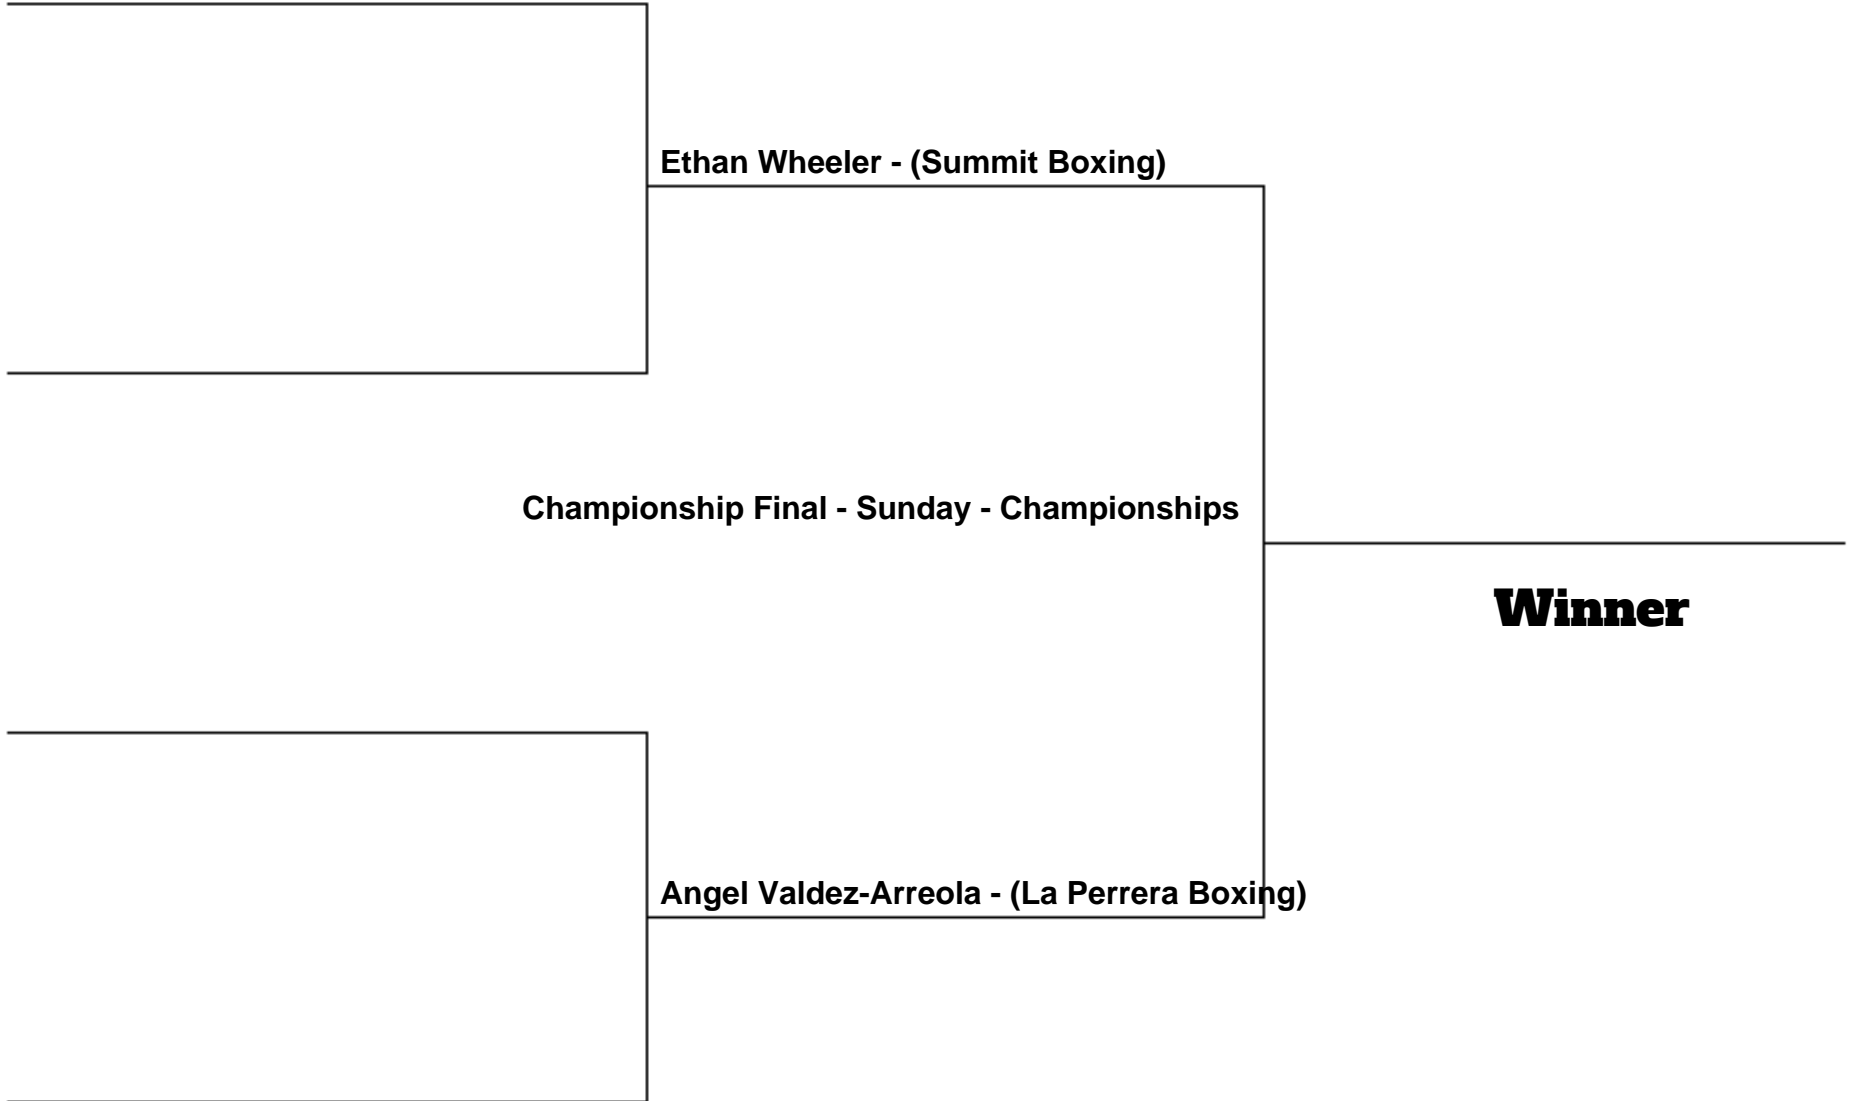 Ethan Wheeler - (Summit Boxing)
Championship Final - Sunday - Championships
Winner
Angel Valdez-Arreola - (La Perrera Boxing)